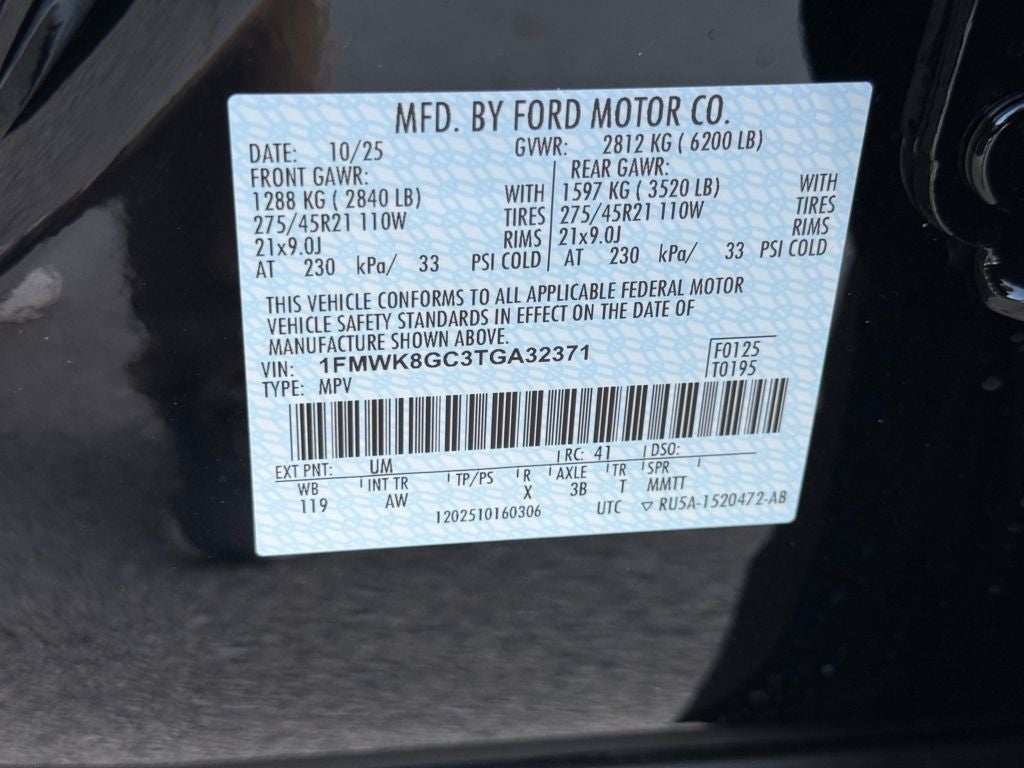 MFD. BY FORD MOTOR CO.
DATE: 10/25 GVWR: 2812 KG ( 6200 LB)
FRONT GAWR: REAR GAWR:
1288 KG ( 2840 LB) WITH 1597 KG ( 3520 LB) WITH
275/45R21 110W TIRES 275/45R21 110W TIRES
21x9.0J RIMS 21x9.0J RIMS
AT 230 kPa/ 33 PSI COLD AT 230 kPa/ 33 PSI COLD
THIS VEHICLE CONFORMS TO ALL APPLICABLE FEDERAL MOTOR
VEHICLE SAFETY STANDARDS IN EFFECT ON THE DATE OF
MANUFACTURE SHOWN ABOVE.
VIN: 1FMWK8GC3TGA32371 F0125
TYPE: MPV T0195
EXT PNT: UM RC: 41 DSO:
WB INT TR TP/PS R AXLE TR SPR
119 AW X 3B T MMTT
1202510160306 UTC ▽ RU5A-1520472-AB